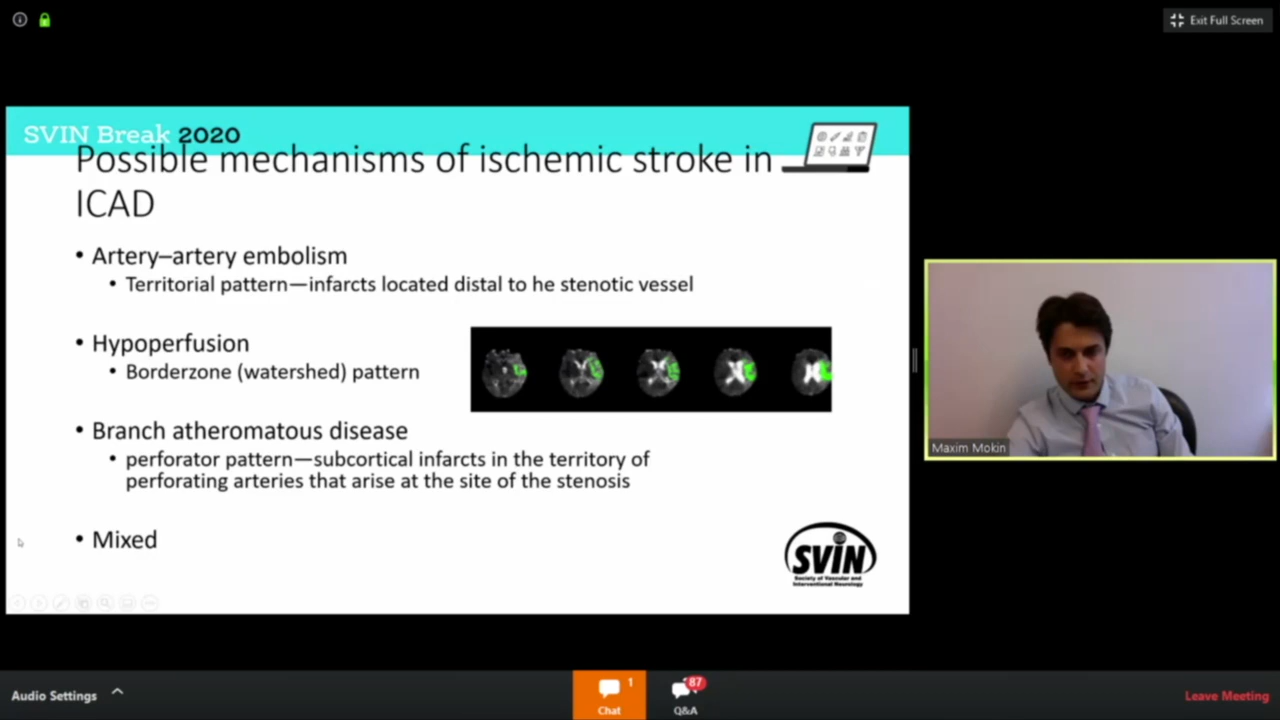 Exit Full Screen
SVIN Break 2020
Possible mechanisms of ischemic stroke in
ICAD
• Artery–artery embolism
• Territorial pattern—infarcts located distal to he stenotic vessel
• Hypoperfusion
• Borderzone (watershed) pattern
• Branch atheromatous disease
• perforator pattern—subcortical infarcts in the territory of
perforating arteries that arise at the site of the stenosis
• Mixed
SVIN
Society of Vascular and
Interventional Neurology
Maxim Mokin
Audio Settings
1
Chat
87
Q&A
Leave Meeting